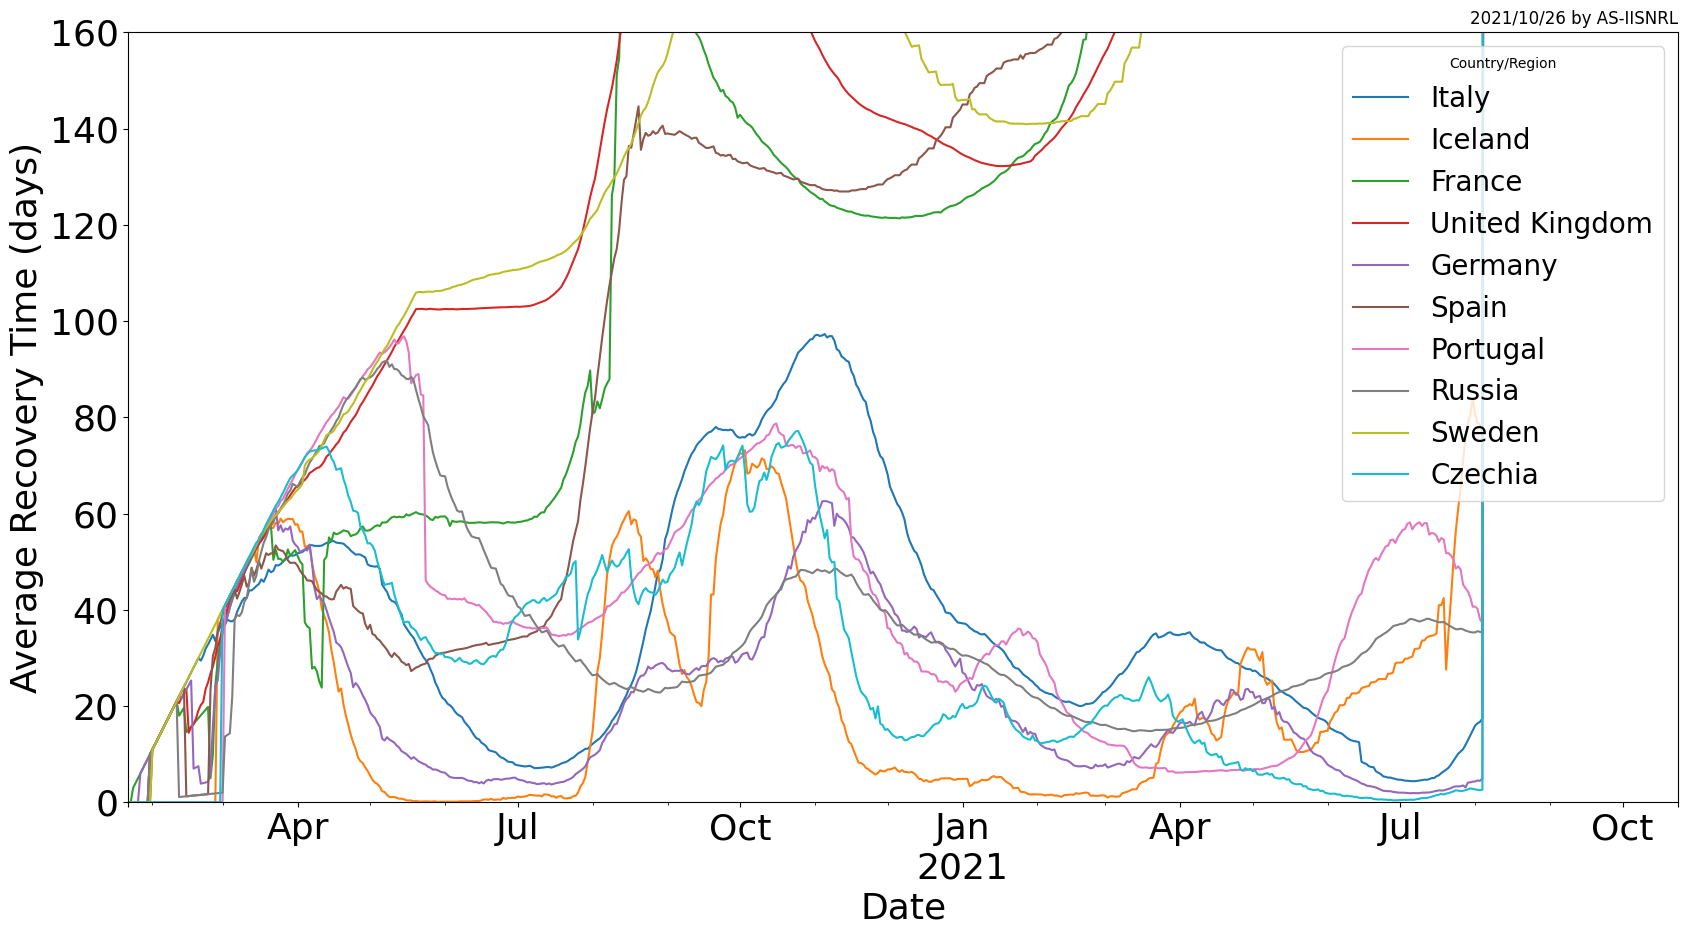 2021/10/26 by AS-IISNRL
Average Recovery Time (days)
160
140
120
100
80
60
40
20
0
Country/Region
Italy
Iceland
France
United Kingdom
Germany
Spain
Portugal
Russia
Sweden
Czechia
Apr
Jul
Oct
Jan
2021
Apr
Jul
Oct
Date